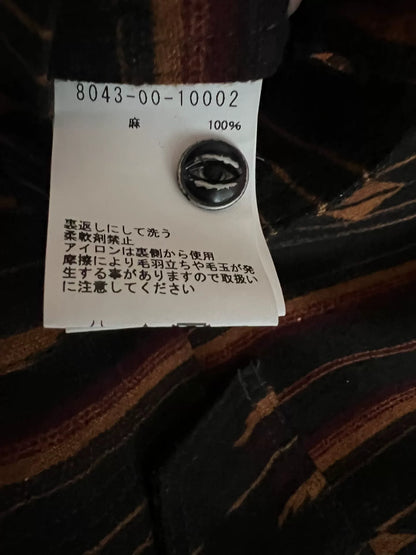 8043-00-10002
麻 100%
裏返しにして洗う
柔軟剤禁止
アイロンは裏側から使用
摩擦により毛羽立ちや毛玉が発
生する事がありますので取扱い
に注意してください